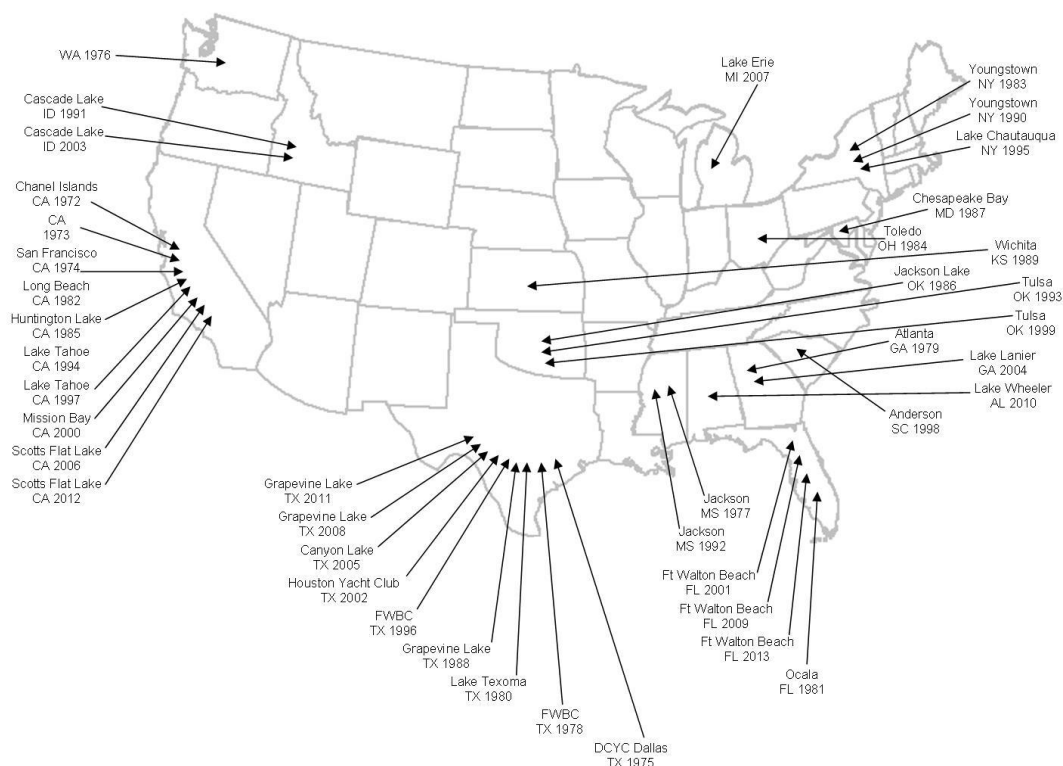 WA 1976
Cascade Lake
ID 1991
Cascade Lake
ID 2003
Chanel Islands
CA 1972
CA
1973
San Francisco
CA 1974
Long Beach
CA 1982
Huntington Lake
CA 1985
Lake Tahoe
CA 1994
Lake Tahoe
CA 1997
Mission Bay
CA 2000
Scotts Flat Lake
CA 2006
Scotts Flat Lake
CA 2012
Grapevine Lake
TX 2011
Grapevine Lake
TX 2008
Canyon Lake
TX 2005
Houston Yacht Club
TX 2002
FWBC
TX 1996
Grapevine Lake
TX 1988
Lake Texoma
TX 1980
FWBC
TX 1978
DCYC Dallas
TX 1975
Lake Erie
MI 2007
Youngstown
NY 1983
Youngstown
NY 1990
Lake Chautauqua
NY 1995
Chesapeake Bay
MD 1987
Toledo
OH 1984
Wichita
KS 1989
Jackson Lake
OK 1986
Tulsa
OK 1993
Tulsa
OK 1999
Atlanta
GA 1979
Lake Lanier
GA 2004
Lake Wheeler
AL 2010
Anderson
SC 1998
Jackson
MS 1977
Jackson
MS 1992
Ft Walton Beach
FL 2001
Ft Walton Beach
FL 2009
Ft Walton Beach
FL 2013
Ocala
FL 1981